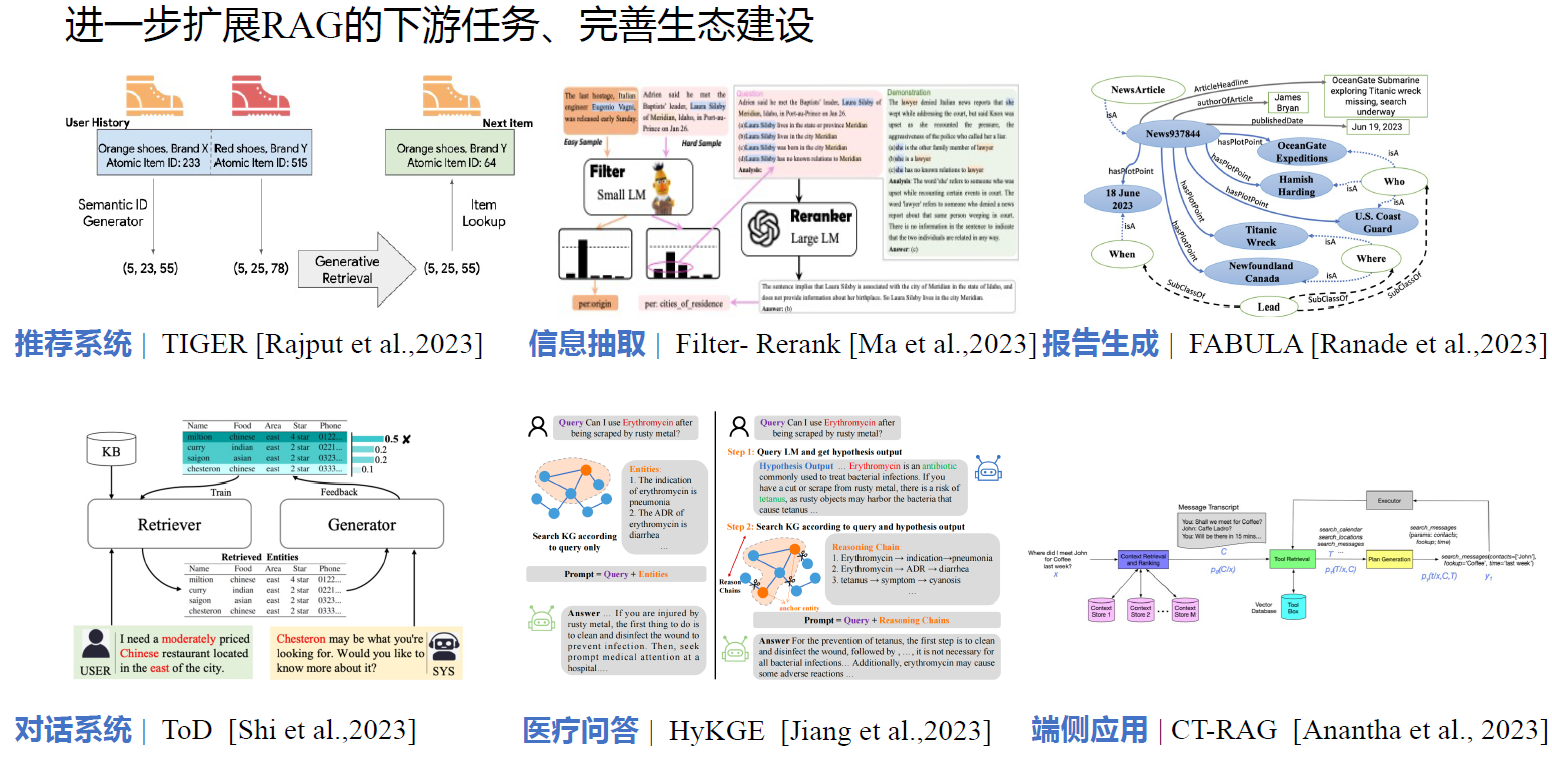 进一步扩展RAG的下游任务、完善生态建设
User History
Next Item
Orange shoes, Brand X
Atomic Item ID: 233
Red shoes, Brand Y
Atomic Item ID: 515
Orange shoes, Brand Y
Atomic Item ID: 64
Semantic ID
Generator
Item
Lookup
(5, 23, 55)
(5, 25, 78)
Generative
Retrieval
(5, 25, 55)
推荐系统 | TIGER [Rajput et al.,2023]
The last hostage, Italian
engineer Eugenio Vagni,
was released early Sunday.
Adrien said he met the
Baptists' leader, Laura Silsby
of Meridian, Idaho, in Port-au-
Prince on Jan 26.
Easy Sample
Hard Sample
Filter
Small LM
per:origin
per: cities_of_residence
Question
Adrien said he met the Baptists' leader, Laura Silsby of
Meridian, Idaho, in Port-au-Prince on Jan 26.
(a)Laura Silsby lives in the state or province Meridian
(b)Laura Silsby lives in the city Meridian
(c)Laura Silsby was born in the city Meridian
(d)Laura Silsby has no known relations to Meridian
Analysis:
Reranker
Large LM
Demonstration
The lawyer denied Italian news reports that she
wept while addressing the court, but said Knox was
upset as she recounted the pressure, the
aggressiveness of the police who called her a liar.
(a)she is the other family member of lawyer
(b)she is a lawyer
(c)she has no known relations to lawyer
Analysis: The word 'she' refers to someone who was
upset while recounting certain events in court. The
word 'lawyer' refers to someone who denied a news
report about that same person weeping in court.
There is no information in the sentence to indicate
that the two individuals are related in any way.
Answer: (c)
The sentence implies that Laura Silsby is associated with the city of Meridian in the state of Idaho, and
does not provide information about her birthplace. So Laura Silsby lives in the city Meridian.
Answer: (b)
信息抽取 | Filter- Rerank [Ma et al.,2023]
NewsArticle
isA
News937844
ArticleHeadline
OceanGate Submarine
exploring Titanic wreck
missing, search
underway
authorOfArticle
James
Bryan
publishedDate
Jun 19, 2023
hasPlotPoint
OceanGate
Expeditions
isA
hasPlotPoint
Hamish
Harding
isA
Who
hasPlotPoint
18 June
2023
hasPlotPoint
isA
U.S. Coast
Guard
isA
When
hasPlotPoint
Titanic
Wreck
Where
hasPlotPoint
Newfoundland
Canada
isA
SubClassOf
SubClassOf
SubClassOf
Lead
报告生成 | FABULA [Ranade et al.,2023]
KB
Name Food Area Star Phone
miltion chinese east 4 star 0122...
curry indian east 2 star 0221...
saigon asian east 2 star 0323...
chesteron chinese east 2 star 0333...
0.5 ✘
0.2
0.2
0.1
Train
Feedback
Retriever
Generator
Retrieved Entities
Name Food Area Star Phone
miltion chinese east 4 star 0122...
curry indian east 2 star 0221...
saigon asian east 2 star 0323...
chesteron chinese east 2 star 0333...
USER
I need a moderately priced
Chinese restaurant located
in the east of the city.
Chesteron may be what you're
looking for. Would you like to
know more about it?
SYS
对话系统 | ToD [Shi et al.,2023]
Query Can I use Erythromycin after
being scraped by rusty metal?
Entities:
1. The indication
of erythromycin is
pneumonia
2. The ADR of
erythromycin is
diarrhea
...
Search KG according
to query only
Prompt = Query + Entities
Answer ... If you are injured by
rusty metal, the first thing to do is
to clean and disinfect the wound to
prevent infection. Then, seek
prompt medical attention at a
hospital....
Query Can I use Erythromycin after
being scraped by rusty metal?
Step 1: Query LM and get hypothesis output
Hypothesis Output ... Erythromycin is an antibiotic
commonly used to treat bacterial infections. If you
have a cut or scrape from rusty metal, there is a risk of
tetanus, as rusty objects may harbor the bacteria that
cause tetanus ...
Step 2: Search KG according to query and hypothesis output
Reason
Chains
anchor entity
Reasoning Chain
1. Erythromycin → indication→pneumonia
2. Erythromycin → ADR → diarrhea
3. tetanus → symptom → cyanosis
...
Prompt = Query + Reasoning Chains
Answer For the prevention of tetanus, the first step is to clean
and disinfect the wound, followed by , ... , it is not necessary for
all bacterial infections... Additionally, erythromycin may cause
some adverse reactions ...
医疗问答 | HyKGE [Jiang et al.,2023]
Executor
Message Transcript
You: Shall we meet for Coffee?
John: Caffe Ladro?
You: Will be there in 15 mins...
C
search_calendar
search_locations
search_messages
T ...
search_messages
(params: contacts;
lookup; time)
Where did I meet John
for Coffee
last week?
X
Context Retrieval
and Ranking
Tool Retrieval
Plan Generation
search_messages(contacts=['John'],
lookup='Coffee', time='last week')
y₁
Context
Store 1
Context
Store 2
Context
Store M
Vector
Database
Tool
Box
端侧应用 | CT-RAG [Anantha et al., 2023]